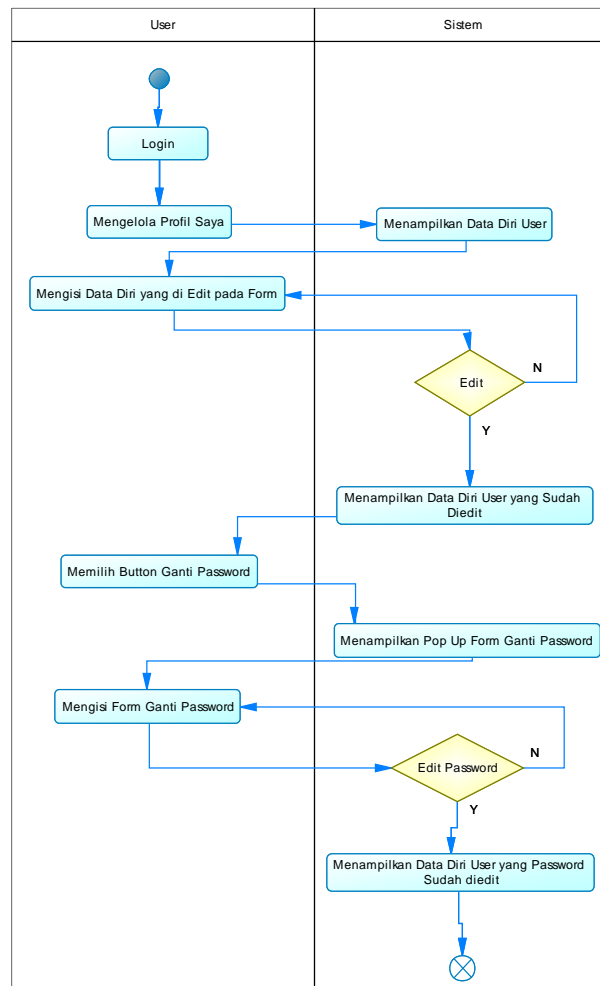 User
Sistem
Login
Mengelola Profil Saya
Menampilkan Data Diri User
Mengisi Data Diri yang di Edit pada Form
Edit
N
Y
Menampilkan Data Diri User yang Sudah
Diedit
Memilih Button Ganti Password
Menampilkan Pop Up Form Ganti Password
Mengisi Form Ganti Password
Edit Password
N
Y
Menampilkan Data Diri User yang Password
Sudah diedit